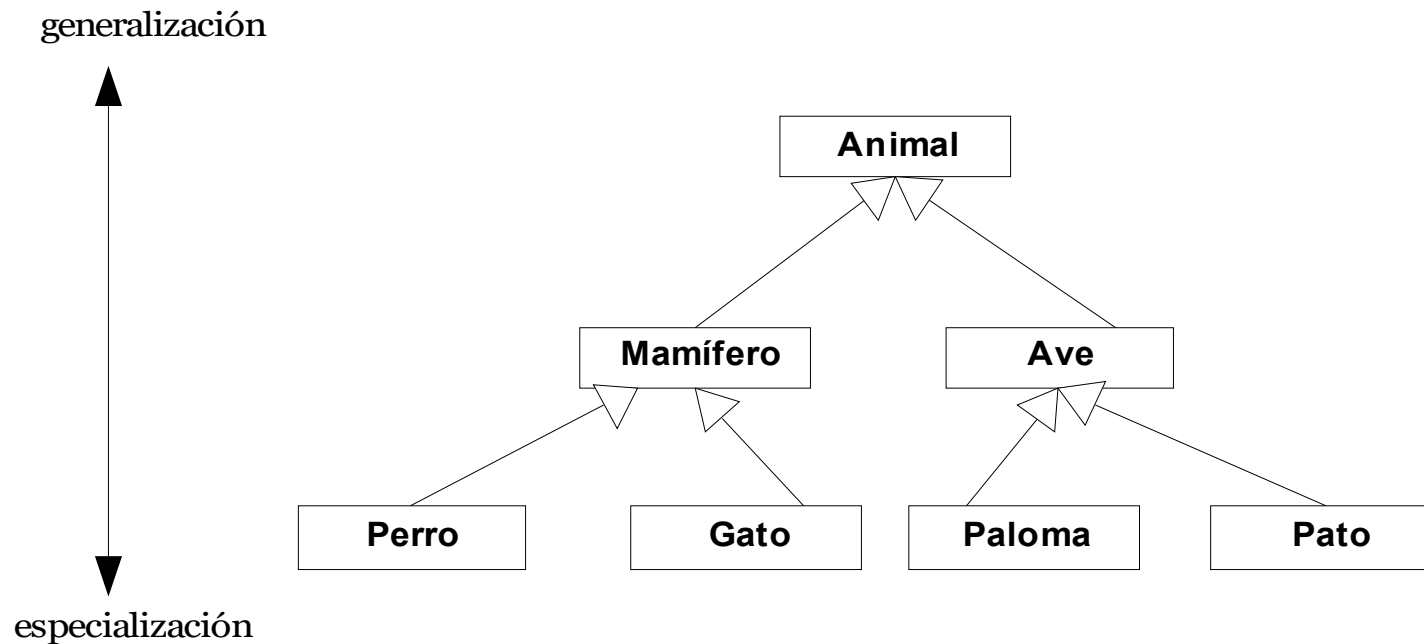 generalización
Animal
Mamífero
Ave
Perro
Gato
Paloma
Pato
especialización